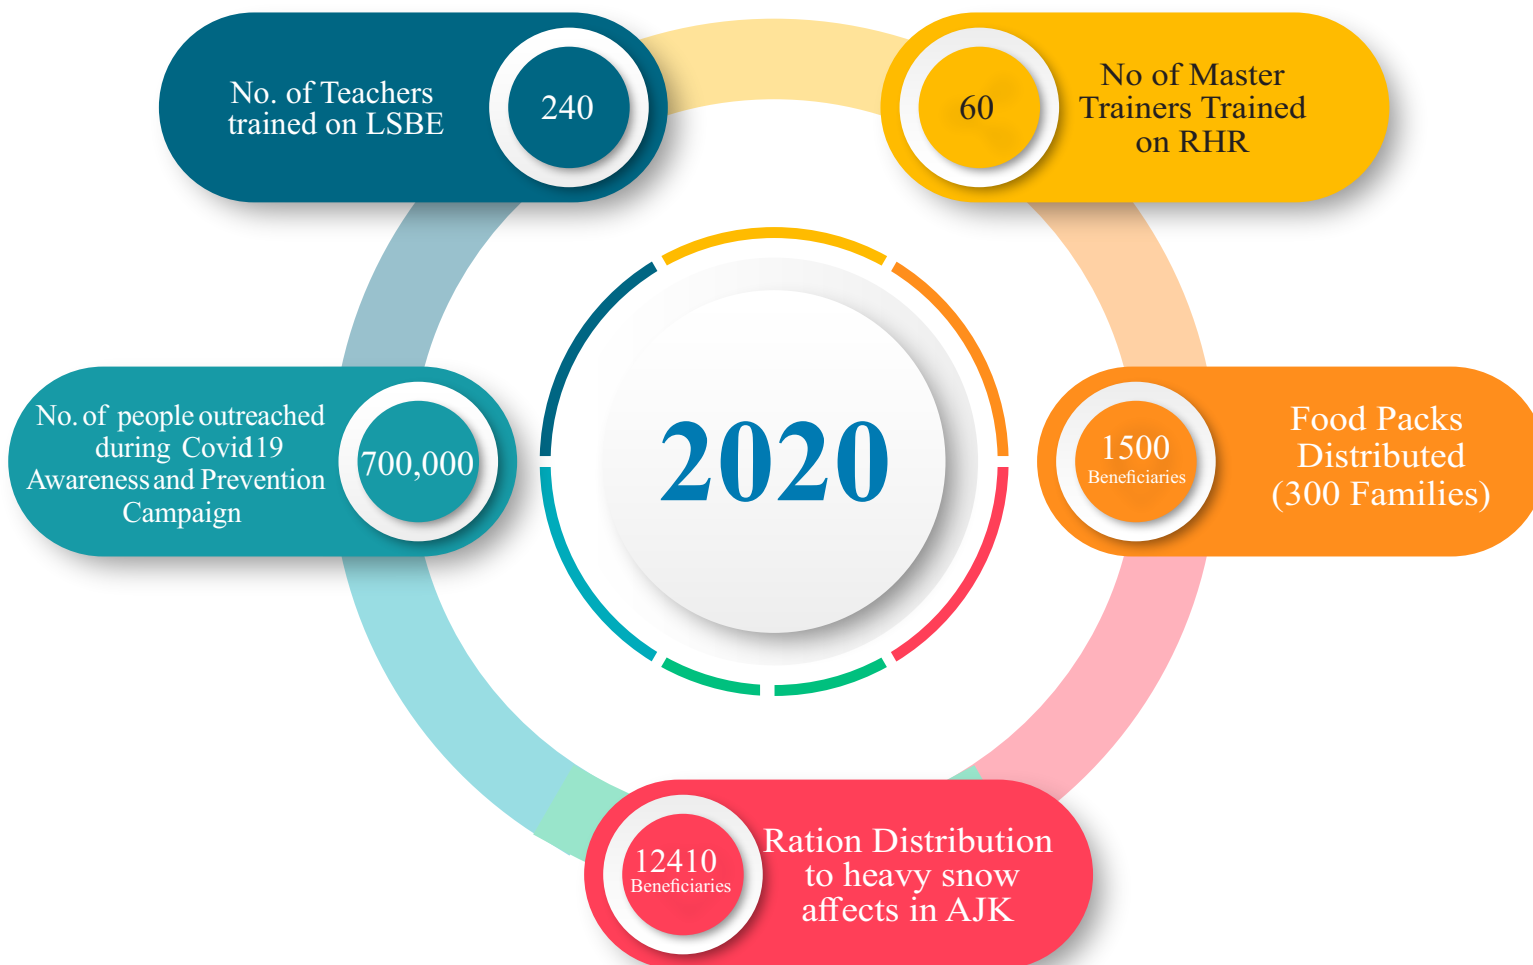 No. of Teachers
trained on LSBE
240
60
No of Master
Trainers Trained
on RHR
No. of people outreached
during Covid19
Awareness and Prevention
Campaign
700,000
2020
1500
Beneficiaries
Food Packs
Distributed
(300 Families)
12410
Beneficiaries
Ration Distribution
to heavy snow
affects in AJK